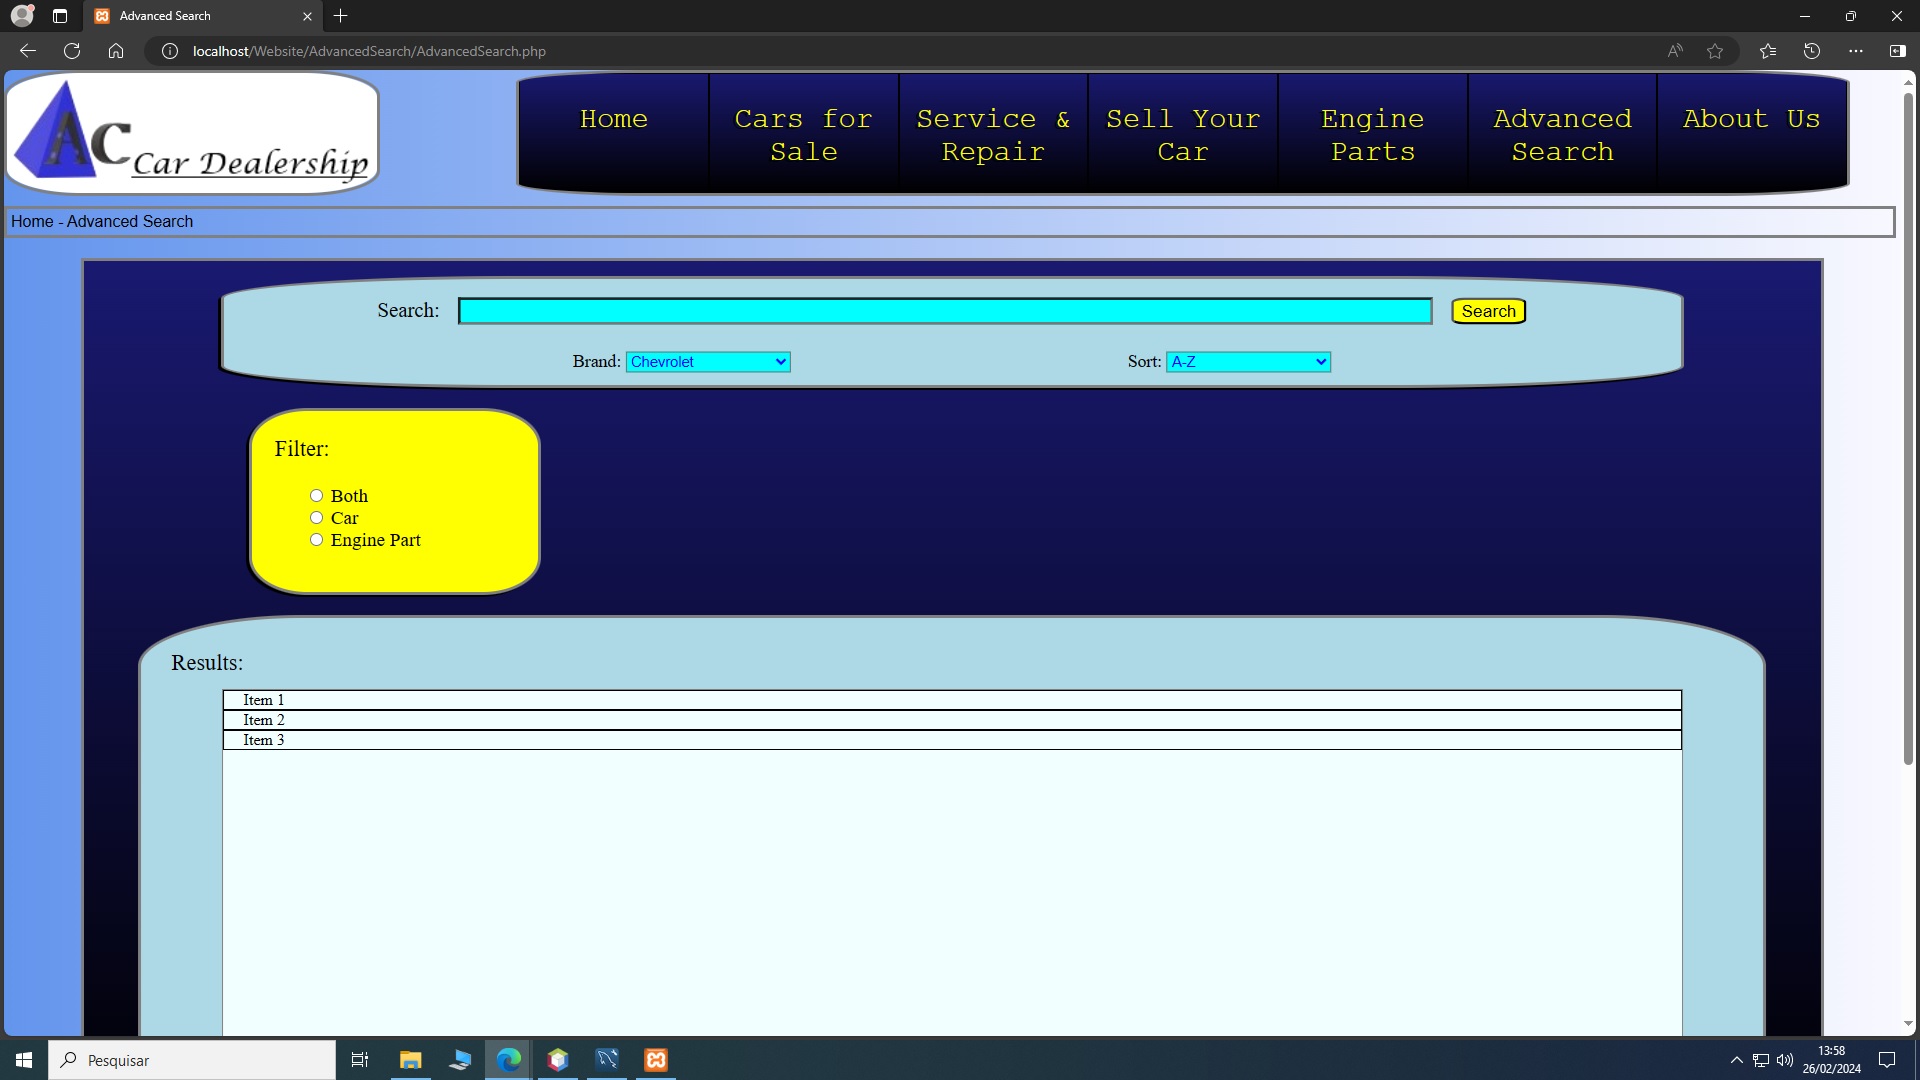 Advanced Search
localhost/Website/AdvancedSearch/AdvancedSearch.php
AC Car Dealership
Home
Cars for
Sale
Service &
Repair
Sell Your
Car
Engine
Parts
Advanced
Search
About Us
Home - Advanced Search
Search:
Search
Brand: Chevrolet
Sort: A-Z
Filter:
Both
Car
Engine Part
Results:
Item 1
Item 2
Item 3
Pesquisar
13:58
26/02/2024